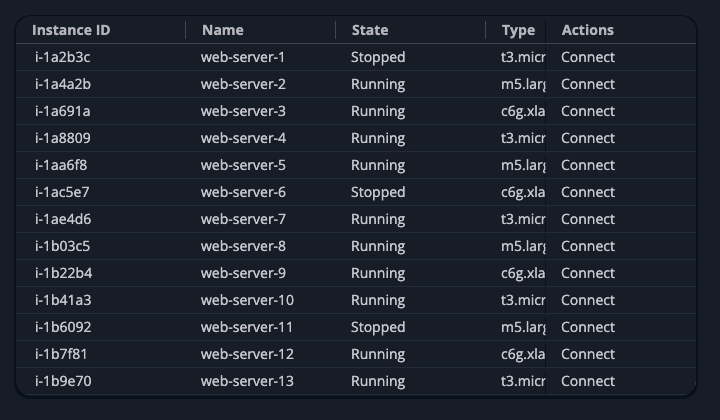 Instance ID Name State Type Actions
i-1a2b3c web-server-1 Stopped t3.micr Connect
i-1a4a2b web-server-2 Running m5.larg Connect
i-1a691a web-server-3 Running c6g.xla Connect
i-1a8809 web-server-4 Running t3.micr Connect
i-1aa6f8 web-server-5 Running m5.larg Connect
i-1ac5e7 web-server-6 Stopped c6g.xla Connect
i-1ae4d6 web-server-7 Running t3.micr Connect
i-1b03c5 web-server-8 Running m5.larg Connect
i-1b22b4 web-server-9 Running c6g.xla Connect
i-1b41a3 web-server-10 Running t3.micr Connect
i-1b6092 web-server-11 Stopped m5.larg Connect
i-1b7f81 web-server-12 Running c6g.xla Connect
i-1b9e70 web-server-13 Running t3.micr Connect